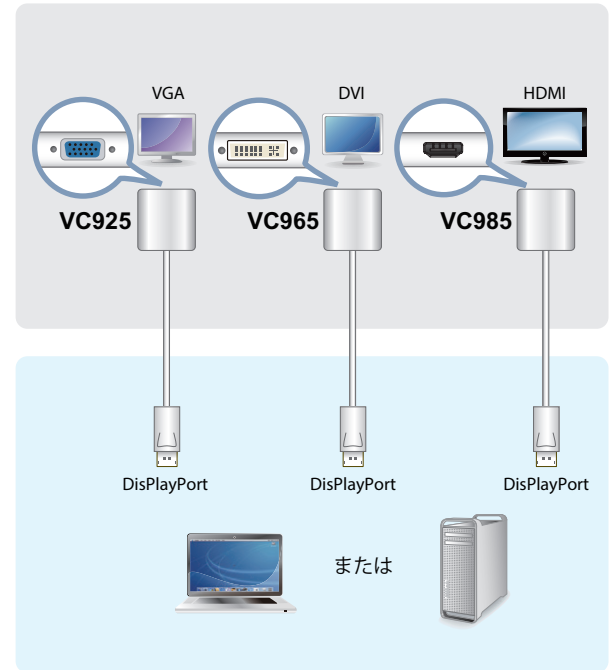 VGA
DVI
HDMI
VC925
VC965
VC985
DisPlayPort
DisPlayPort
DisPlayPort
または